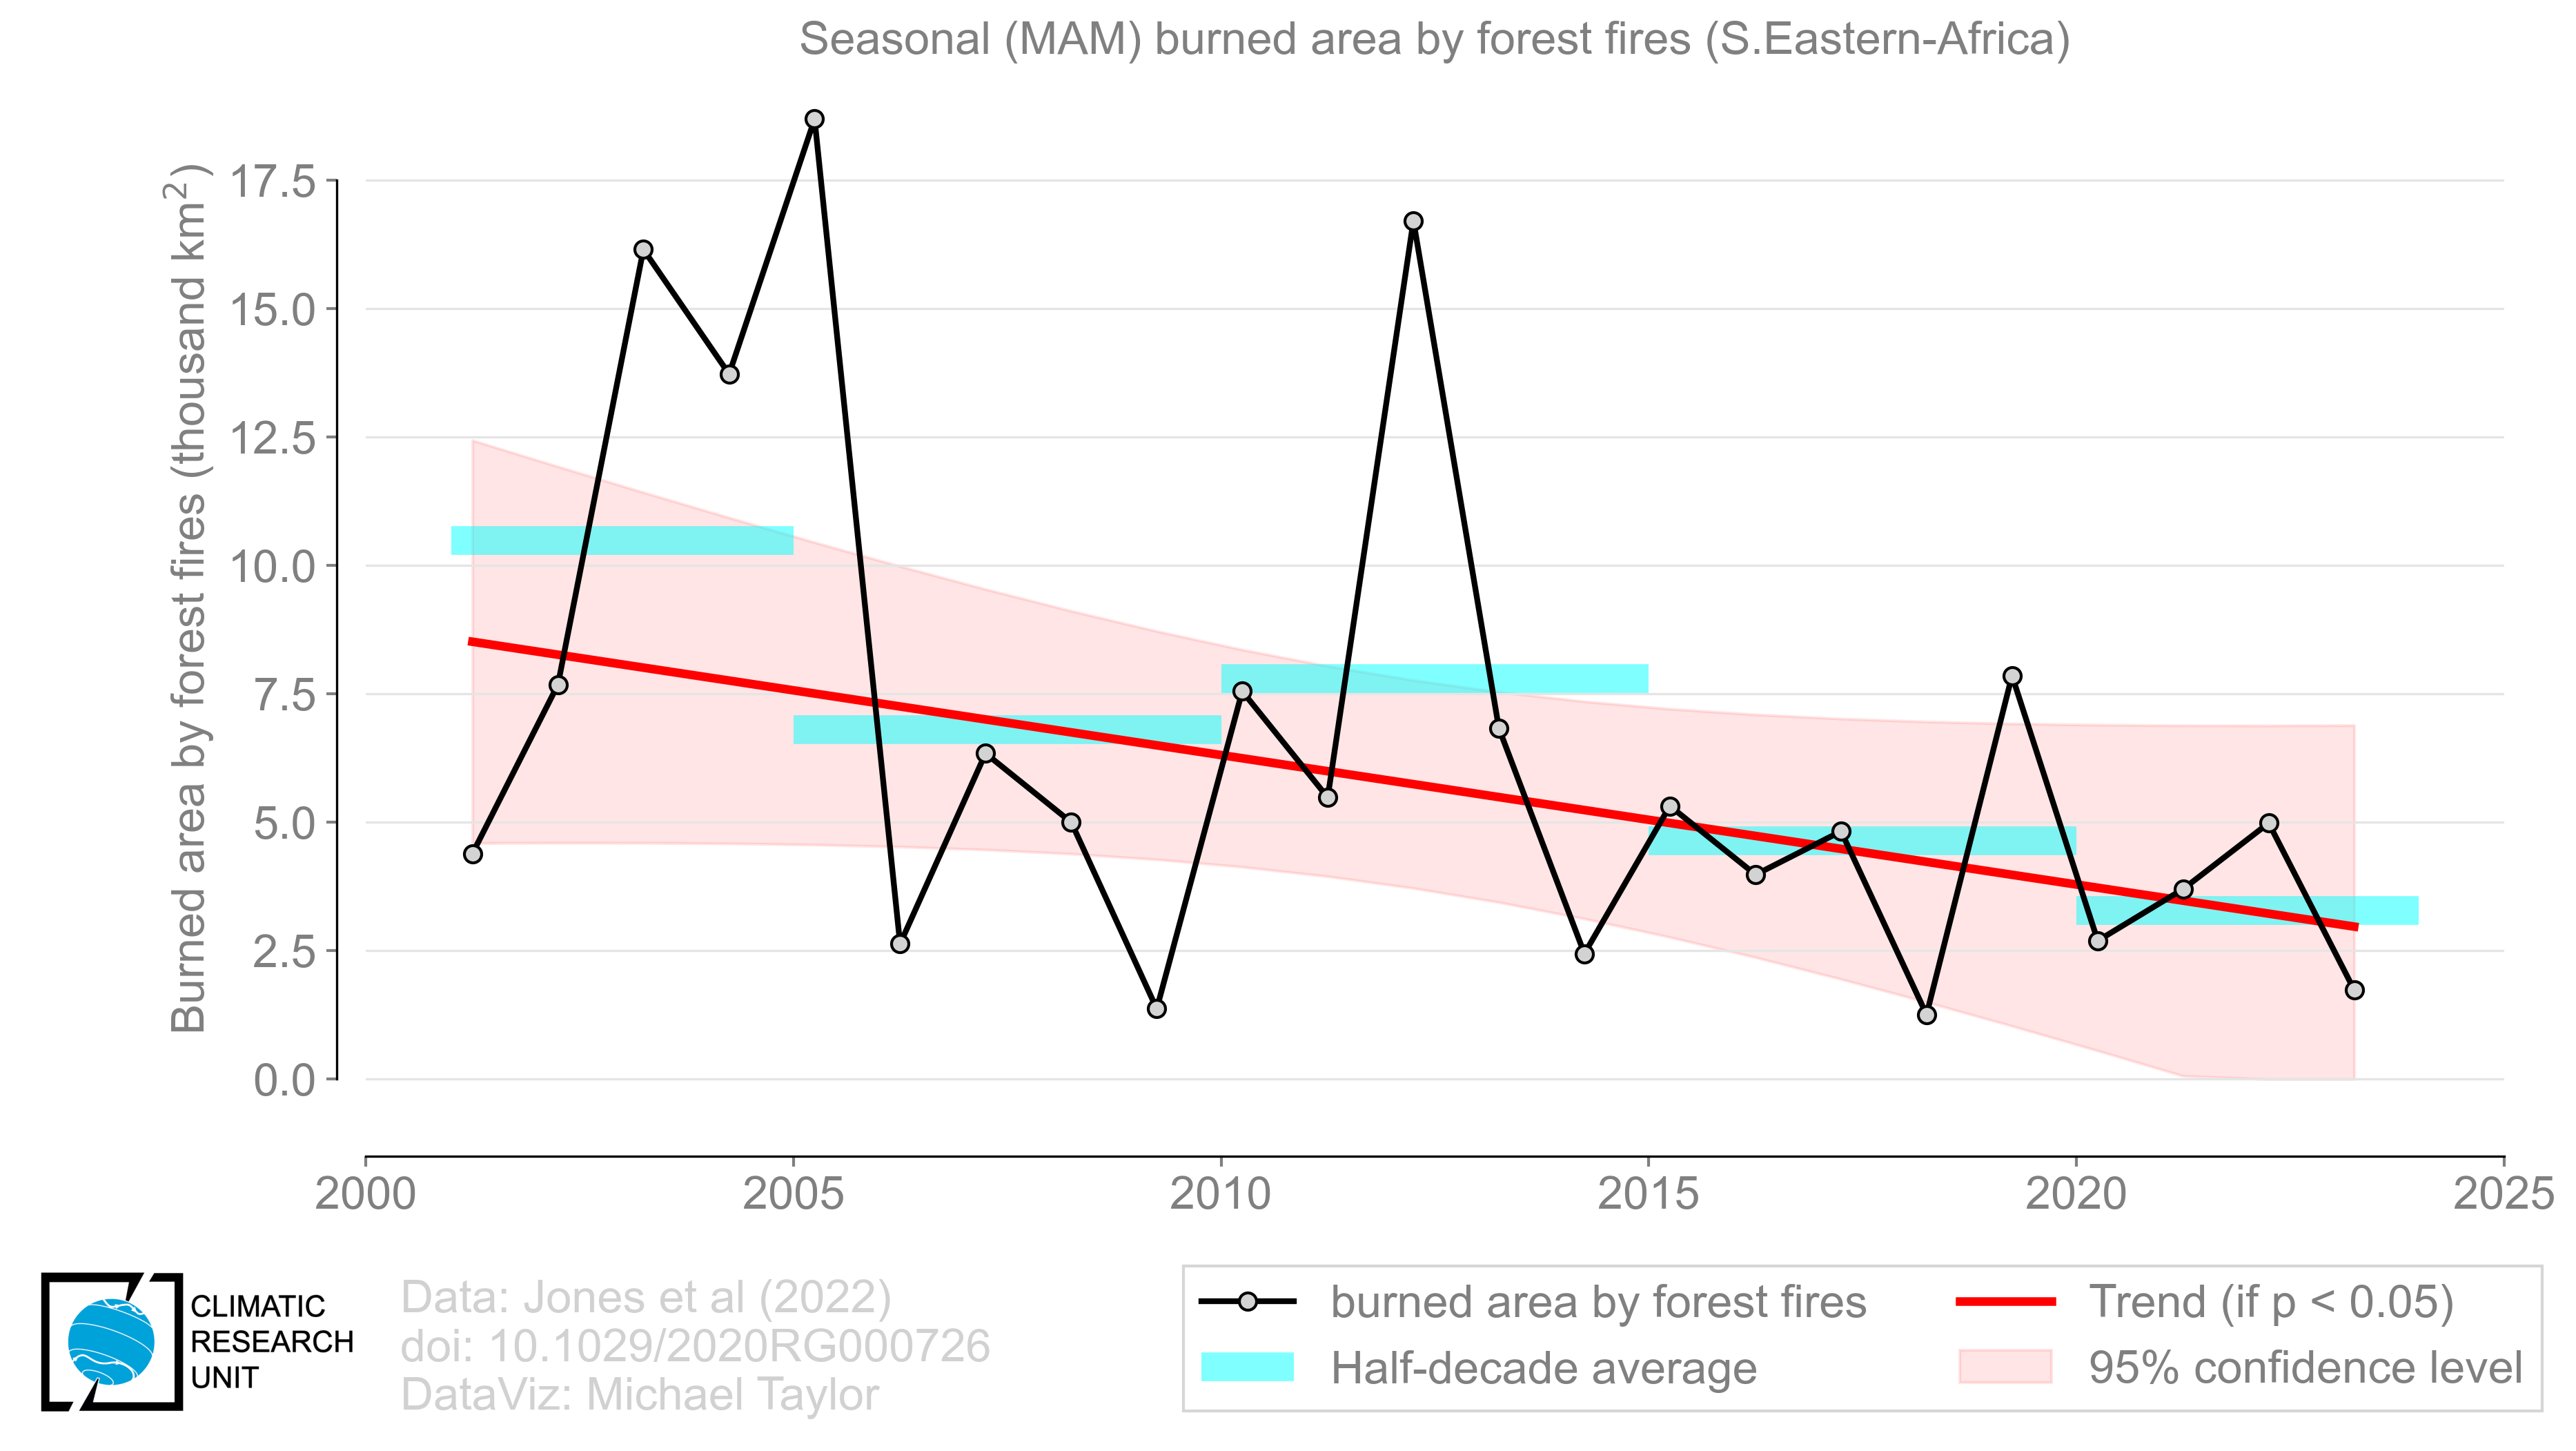 Seasonal (MAM) burned area by forest fires (S.Eastern-Africa)
Burned area by forest fires (thousand km²)
17.5
15.0
12.5
10.0
7.5
5.0
2.5
0.0
2000
2005
2010
2015
2020
2025
CLIMATIC
RESEARCH
UNIT
Data: Jones et al (2022)
doi: 10.1029/2020RG000726
DataViz: Michael Taylor
burned area by forest fires
Half-decade average
Trend (if p < 0.05)
95% confidence level